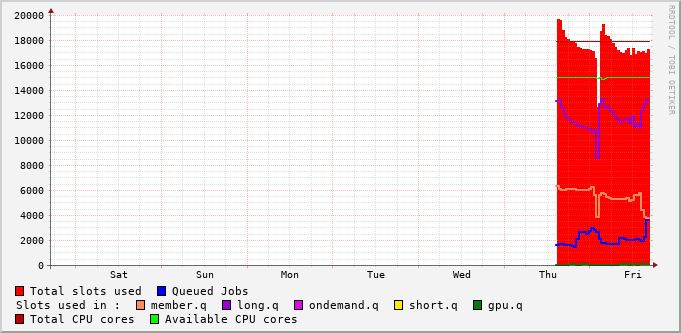 20000
18000
16000
14000
12000
10000
8000
6000
4000
2000
0
Sat Sun Mon Tue Wed Thu Fri
RRDTOOL / TOBI OETIKER
Total slots used Queued Jobs
Slots used in : member.q long.q ondemand.q short.q gpu.q
Total CPU cores Available CPU cores